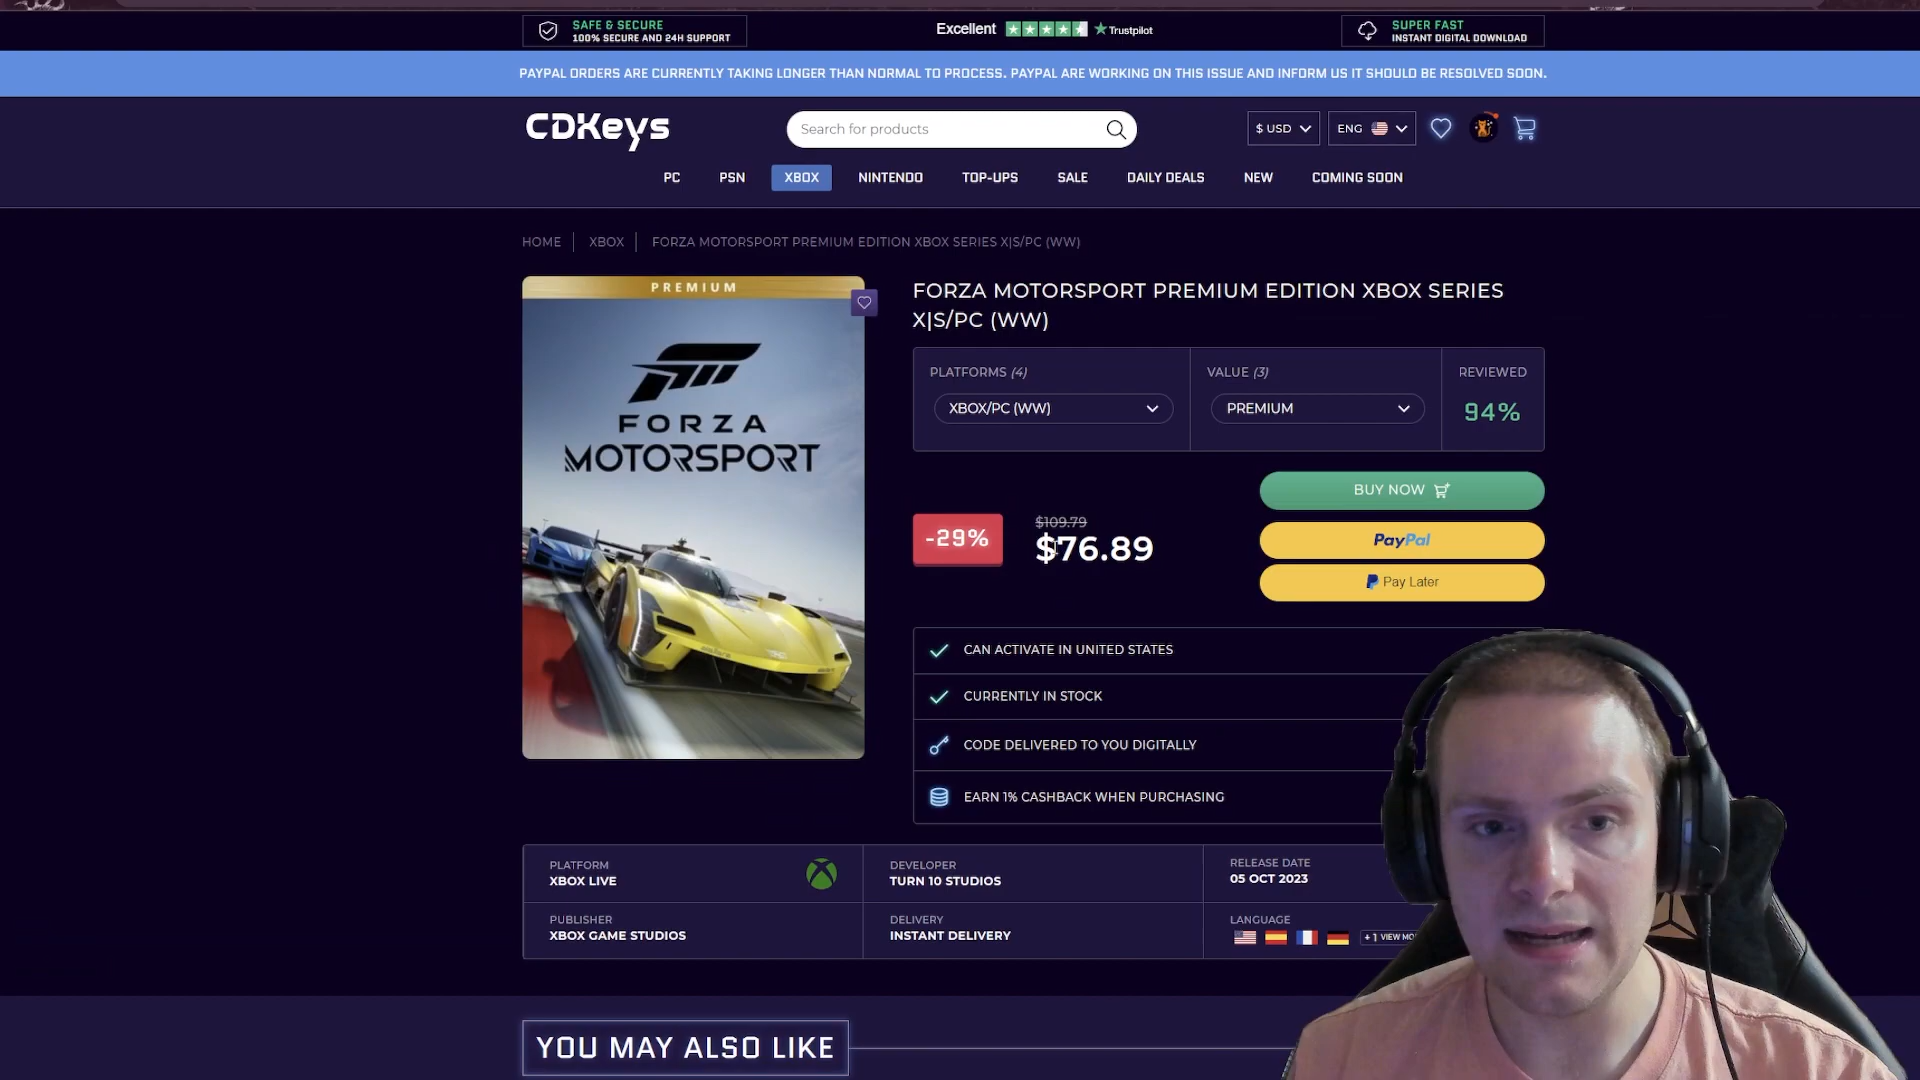 SAFE & SECURE
100% SECURE AND 24H SUPPORT
Excellent
Trustpilot
SUPER FAST
INSTANT DIGITAL DOWNLOAD
PAYPAL ORDERS ARE CURRENTLY TAKING LONGER THAN NORMAL TO PROCESS. PAYPAL ARE WORKING ON THIS ISSUE AND INFORM US IT SHOULD BE RESOLVED SOON.
CDKeys
Search for products
$ USD
ENG
PC
PSN
XBOX
NINTENDO
TOP-UPS
SALE
DAILY DEALS
NEW
COMING SOON
HOME
XBOX
FORZA MOTORSPORT PREMIUM EDITION XBOX SERIES X|S/PC (WW)
PREMIUM
FORZA
MOTORSPORT
FORZA MOTORSPORT PREMIUM EDITION XBOX SERIES
X|S/PC (WW)
PLATFORMS (4)
XBOX/PC (WW)
VALUE (3)
PREMIUM
REVIEWED
94%
-29%
$109.79
$76.89
BUY NOW
PayPal
Pay Later
CAN ACTIVATE IN UNITED STATES
CURRENTLY IN STOCK
CODE DELIVERED TO YOU DIGITALLY
EARN 1% CASHBACK WHEN PURCHASING
PLATFORM
XBOX LIVE
DEVELOPER
TURN 10 STUDIOS
RELEASE DATE
05 OCT 2023
PUBLISHER
XBOX GAME STUDIOS
DELIVERY
INSTANT DELIVERY
LANGUAGE
+ 1 VIEW
YOU MAY ALSO LIKE